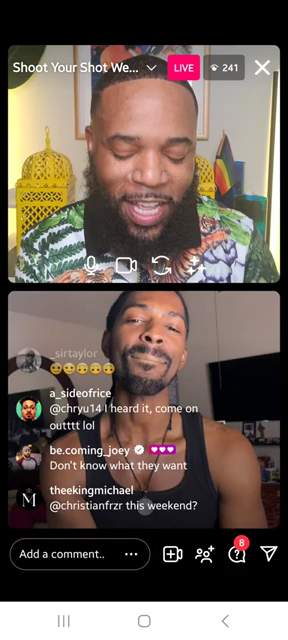 Shoot Your Shot We...
LIVE
241
_sirtaylor
a_sideofrice
@chryu14 I heard it, come on
outttt lol
be.coming_joey
Don't know what they want
M
theekingmichael
@christianfrzr this weekend?
Add a comment..
8